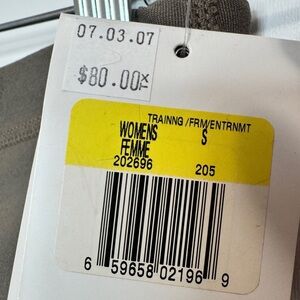 07.03.07
$80.00
TRAINNG /FRM/ENTRNMT
WOMENS S
FEMME
202696 205
6 59658 02196 9